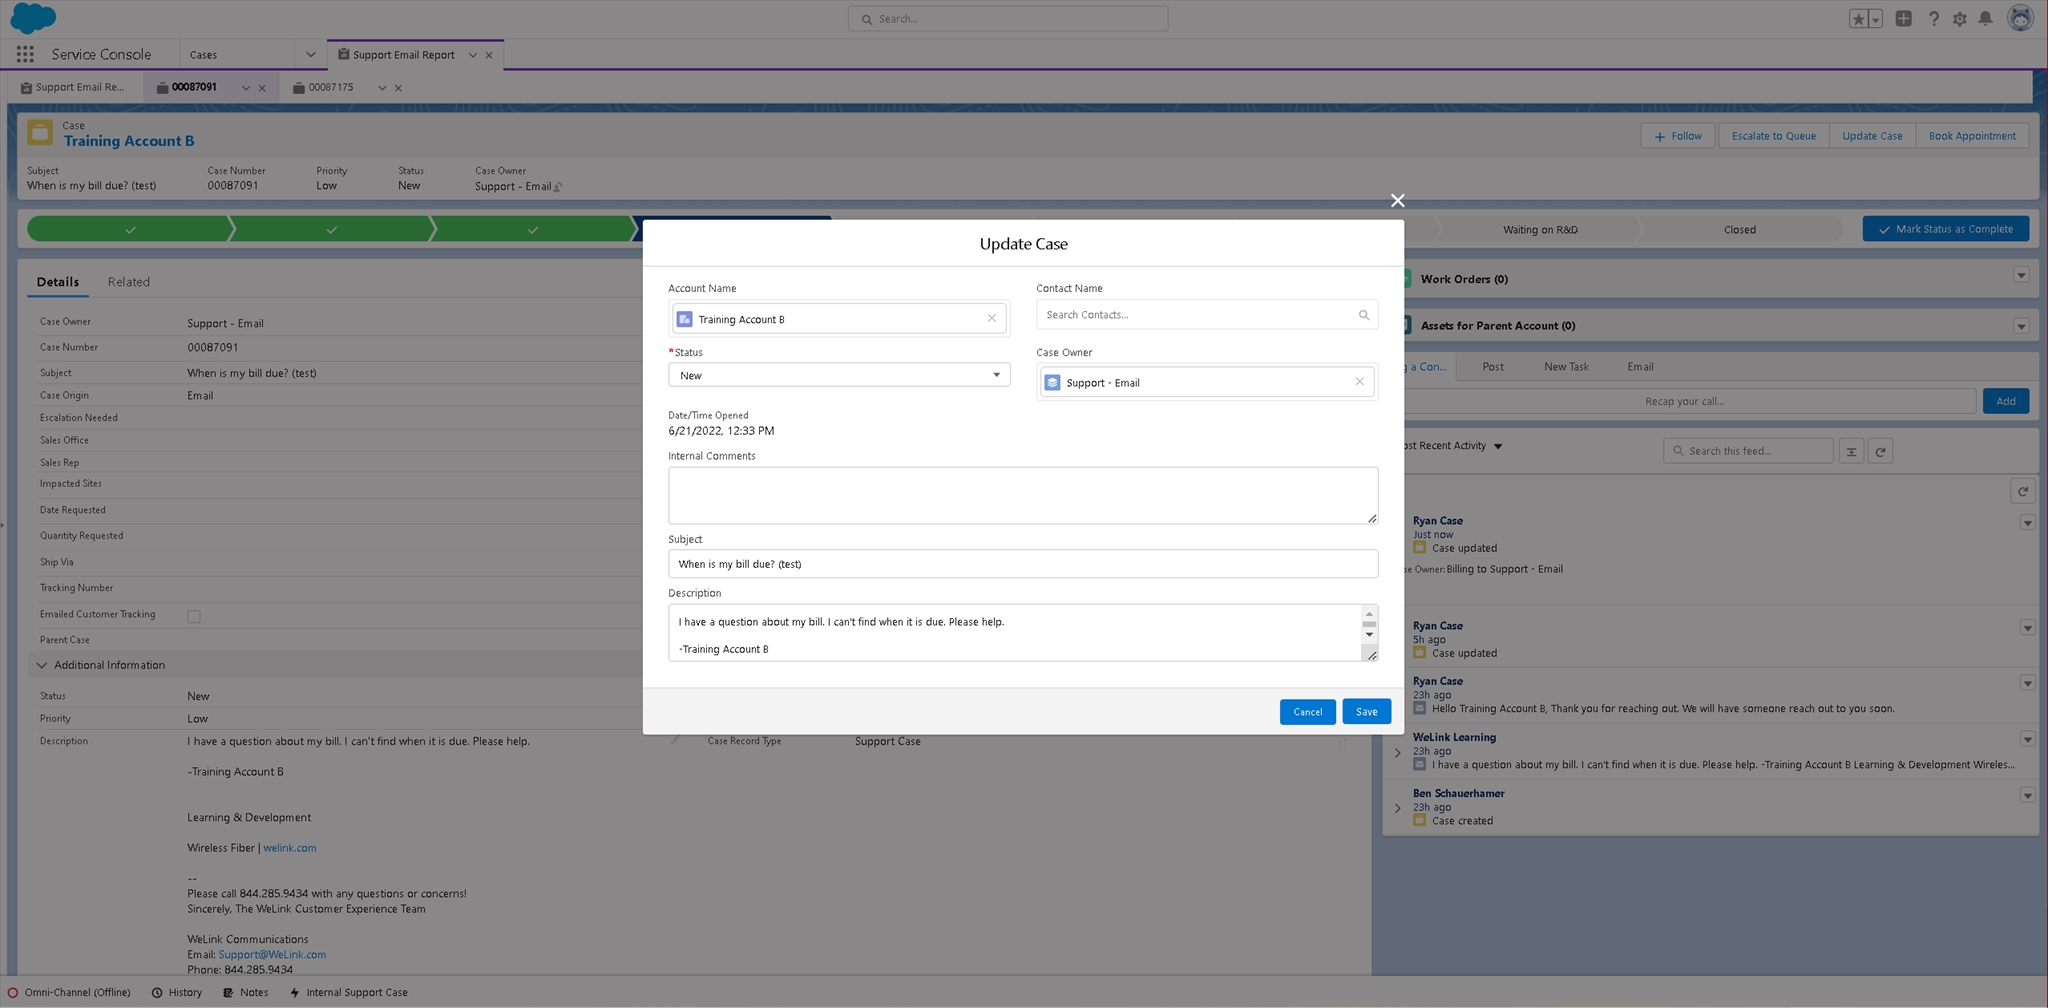 Search...
Service Console
Cases
Support Email Report
Support Email Re...
00087091
00087175
Case
Training Account B
Follow
Escalate to Queue
Update Case
Book Appointment
Subject
Case Number
Priority
Status
Case Owner
When is my bill due? (test)
00087091
Low
New
Support - Email
Waiting on R&D
Closed
Mark Status as Complete
Details
Related
Case Owner
Support - Email
Case Number
00087091
Subject
When is my bill due? (test)
Case Origin
Email
Escalation Needed
Sales Office
Sales Rep
Impacted Sites
Date Requested
Quantity Requested
Ship Via
Tracking Number
Emailed Customer Tracking
Parent Case
Additional Information
Status
New
Priority
Low
Description
I have a question about my bill. I can't find when it is due. Please help.
-Training Account B
Learning & Development
Wireless Fiber | welink.com
--
Please call 844.285.9434 with any questions or concerns!
Sincerely, The WeLink Customer Experience Team
WeLink Communications
Email: Support@WeLink.com
Phone: 844.285.9434
Case Record Type
Support Case
Update Case
Account Name
Contact Name
Training Account B
Search Contacts...
*Status
Case Owner
New
Support - Email
Date/Time Opened
6/21/2022, 12:33 PM
Internal Comments
Subject
When is my bill due? (test)
Description
I have a question about my bill. I can't find when it is due. Please help.
-Training Account B
Cancel
Save
Work Orders (0)
Assets for Parent Account (0)
g a Con...
Post
New Task
Email
Recap your call...
Add
ost Recent Activity
Search this feed...
Ryan Case
Just now
Case updated
se Owner: Billing to Support - Email
Ryan Case
5h ago
Case updated
Ryan Case
23h ago
Hello Training Account B, Thank you for reaching out. We will have someone reach out to you soon.
WeLink Learning
23h ago
I have a question about my bill. I can't find when it is due. Please help. -Training Account B Learning & Development Wireles...
Ben Schauerhamer
23h ago
Case created
Omni-Channel (Offline)
History
Notes
Internal Support Case